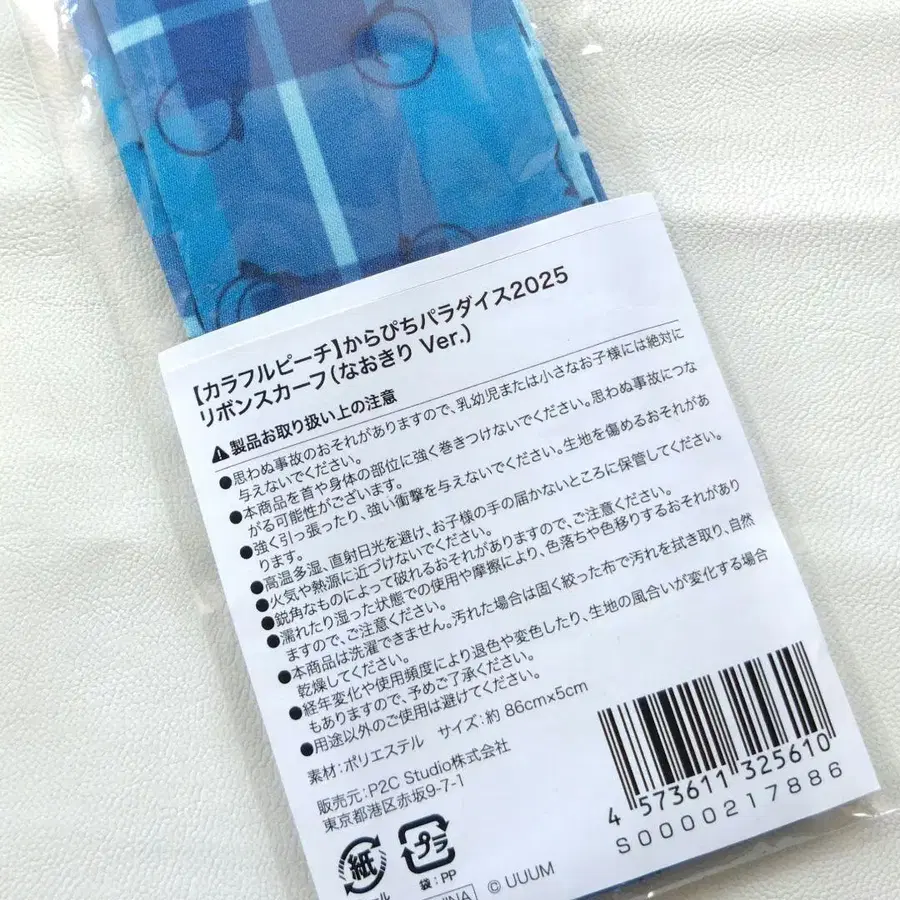 【カラフルピーチ】からぴちパラダイス2025
リボンスカーフ(なおきり Ver.)
製品お取り扱い上の注意
●思わぬ事故のおそれがありますので、乳幼児または小さなお子様には絶対に
与えないでください。
●本商品を首や身体の部位に強く巻きつけないでください。思わぬ事故につな
がる可能性がございます。
●強く引っ張ったり、強い衝撃を与えないでください。生地を傷めるおそれがあ
ります。
●高温多湿、直射日光を避け、お子様の手の届かないところに保管してください。
●火気や熱源に近づけないでください。
●鋭角なものによって破れるおそれがありますので、ご注意ください。
●濡れたり湿った状態での使用や摩擦により、色落ちや色移りするおそれがあり
ますので、ご注意ください。
●本商品は洗濯できません。汚れた場合は固く絞った布で汚れを拭き取り、自然
乾燥してください。
●経年変化や使用頻度により退色や変色したり、生地の風合いが変化する場合
もありますので、予めご了承ください。
●用途以外のご使用は避けてください。
素材:ポリエステル サイズ:約 86cm×5cm
販売元:P2C Studio株式会社
東京都港区赤坂9-7-1
4 573611 325610
S0000217886
紙
プラ
袋:PP
© UUUM